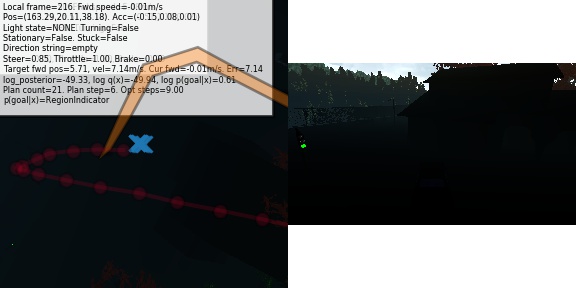 Local frame=216. Fwd speed=-0.01m/s
Pos=(163.29,20.11,38.18). Acc=(-0.15,0.08,0.01)
Light state=NONE. Turning=False
Stationary=False. Stuck=False
Direction string=empty
Steer=0.85, Throttle=1.00, Brake=0.00
Target fwd pos=5.71, vel=7.14m/s. Cur fwd=-0.01m/s. Err=7.14
log_posterior=-49.33, log q(x)=-49.94, log p(goal|x)=0.61
Plan count=21. Plan step=6. Opt steps=9.00
p(goal|x)=RegionIndicator